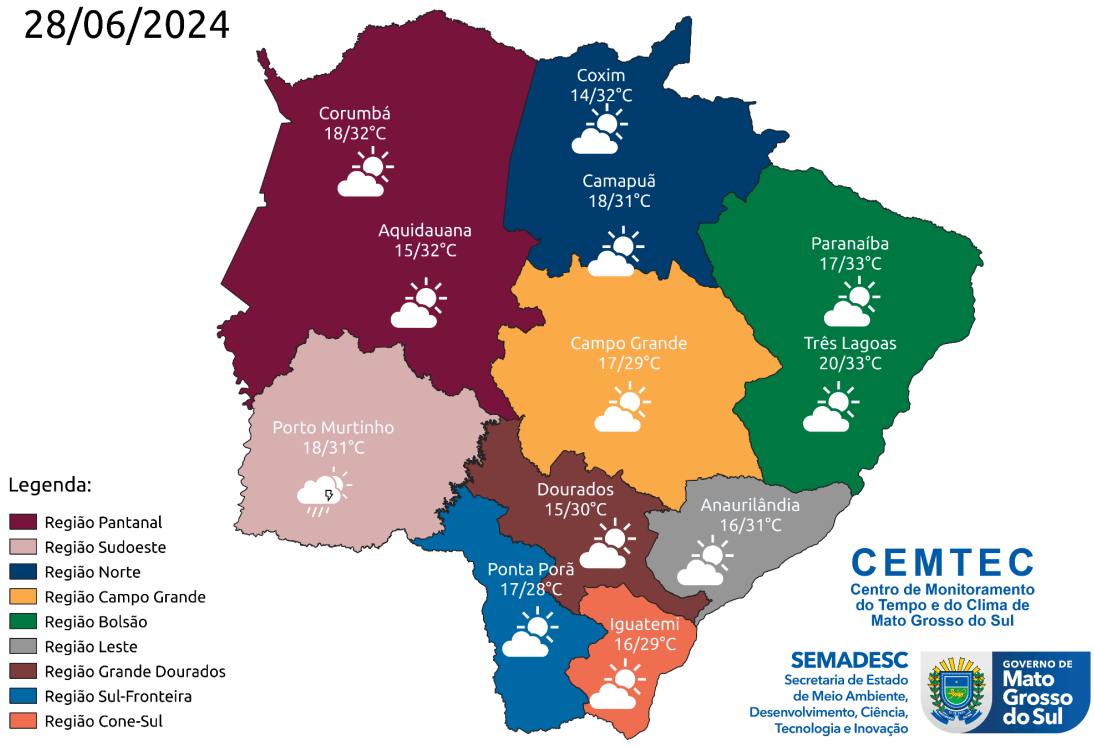 28/06/2024
Coxim
14/32°C
Corumbá
18/32°C
Camapuã
18/31°C
Aquidauana
15/32°C
Paranaíba
17/33°C
Campo Grande
17/29°C
Três Lagoas
20/33°C
Porto Murtinho
18/31°C
Dourados
15/30°C
Anaurilândia
16/31°C
Ponta Porã
17/28°C
Iguatemi
16/29°C
Legenda:
Região Pantanal
Região Sudoeste
Região Norte
Região Campo Grande
Região Bolsão
Região Leste
Região Grande Dourados
Região Sul-Fronteira
Região Cone-Sul
CEMTEC
Centro de Monitoramento
do Tempo e do Clima de
Mato Grosso do Sul
SEMADESC
Secretaria de Estado
de Meio Ambiente,
Desenvolvimento, Ciência,
Tecnologia e Inovação
GOVERNO DE
Mato
Grosso
do Sul